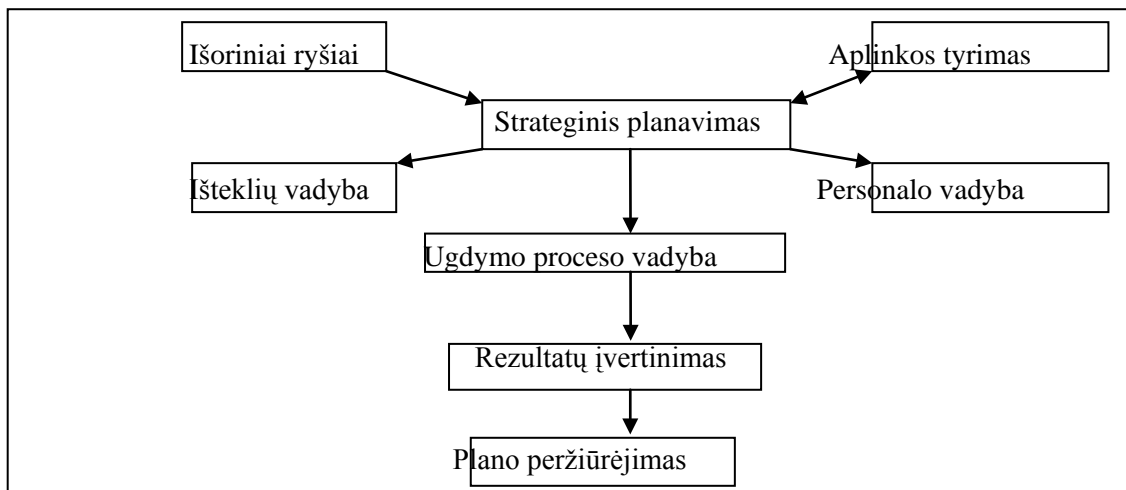 Išoriniai ryšiai
Aplinkos tyrimas
Strateginis planavimas
Išteklių vadyba
Personalo vadyba
Ugdymo proceso vadyba
Rezultatų įvertinimas
Plano peržiūrėjimas